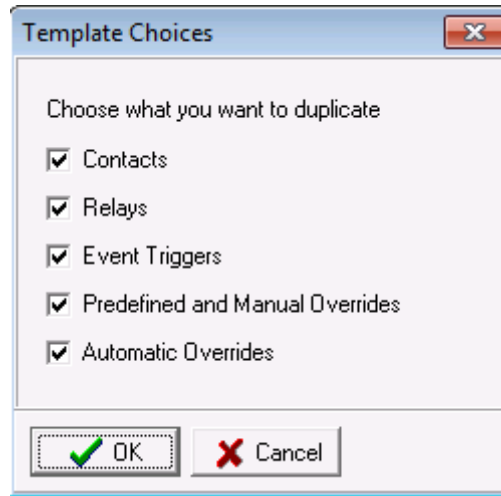 Template Choices
Choose what you want to duplicate
Contacts
Relays
Event Triggers
Predefined and Manual Overrides
Automatic Overrides
OK Cancel